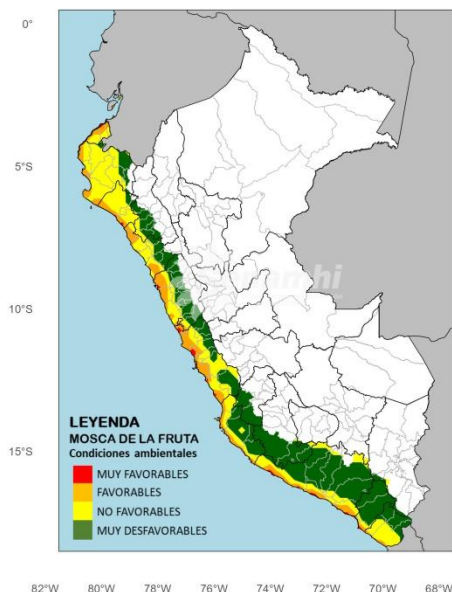 0°
5°S
10°S
15°S
senamhi
LEYENDA
MOSCA DE LA FRUTA
Condiciones ambientales
MUY FAVORABLES
FAVORABLES
NO FAVORABLES
MUY DESFAVORABLES
82°W 80°W 78°W 76°W 74°W 72°W 70°W 68°W